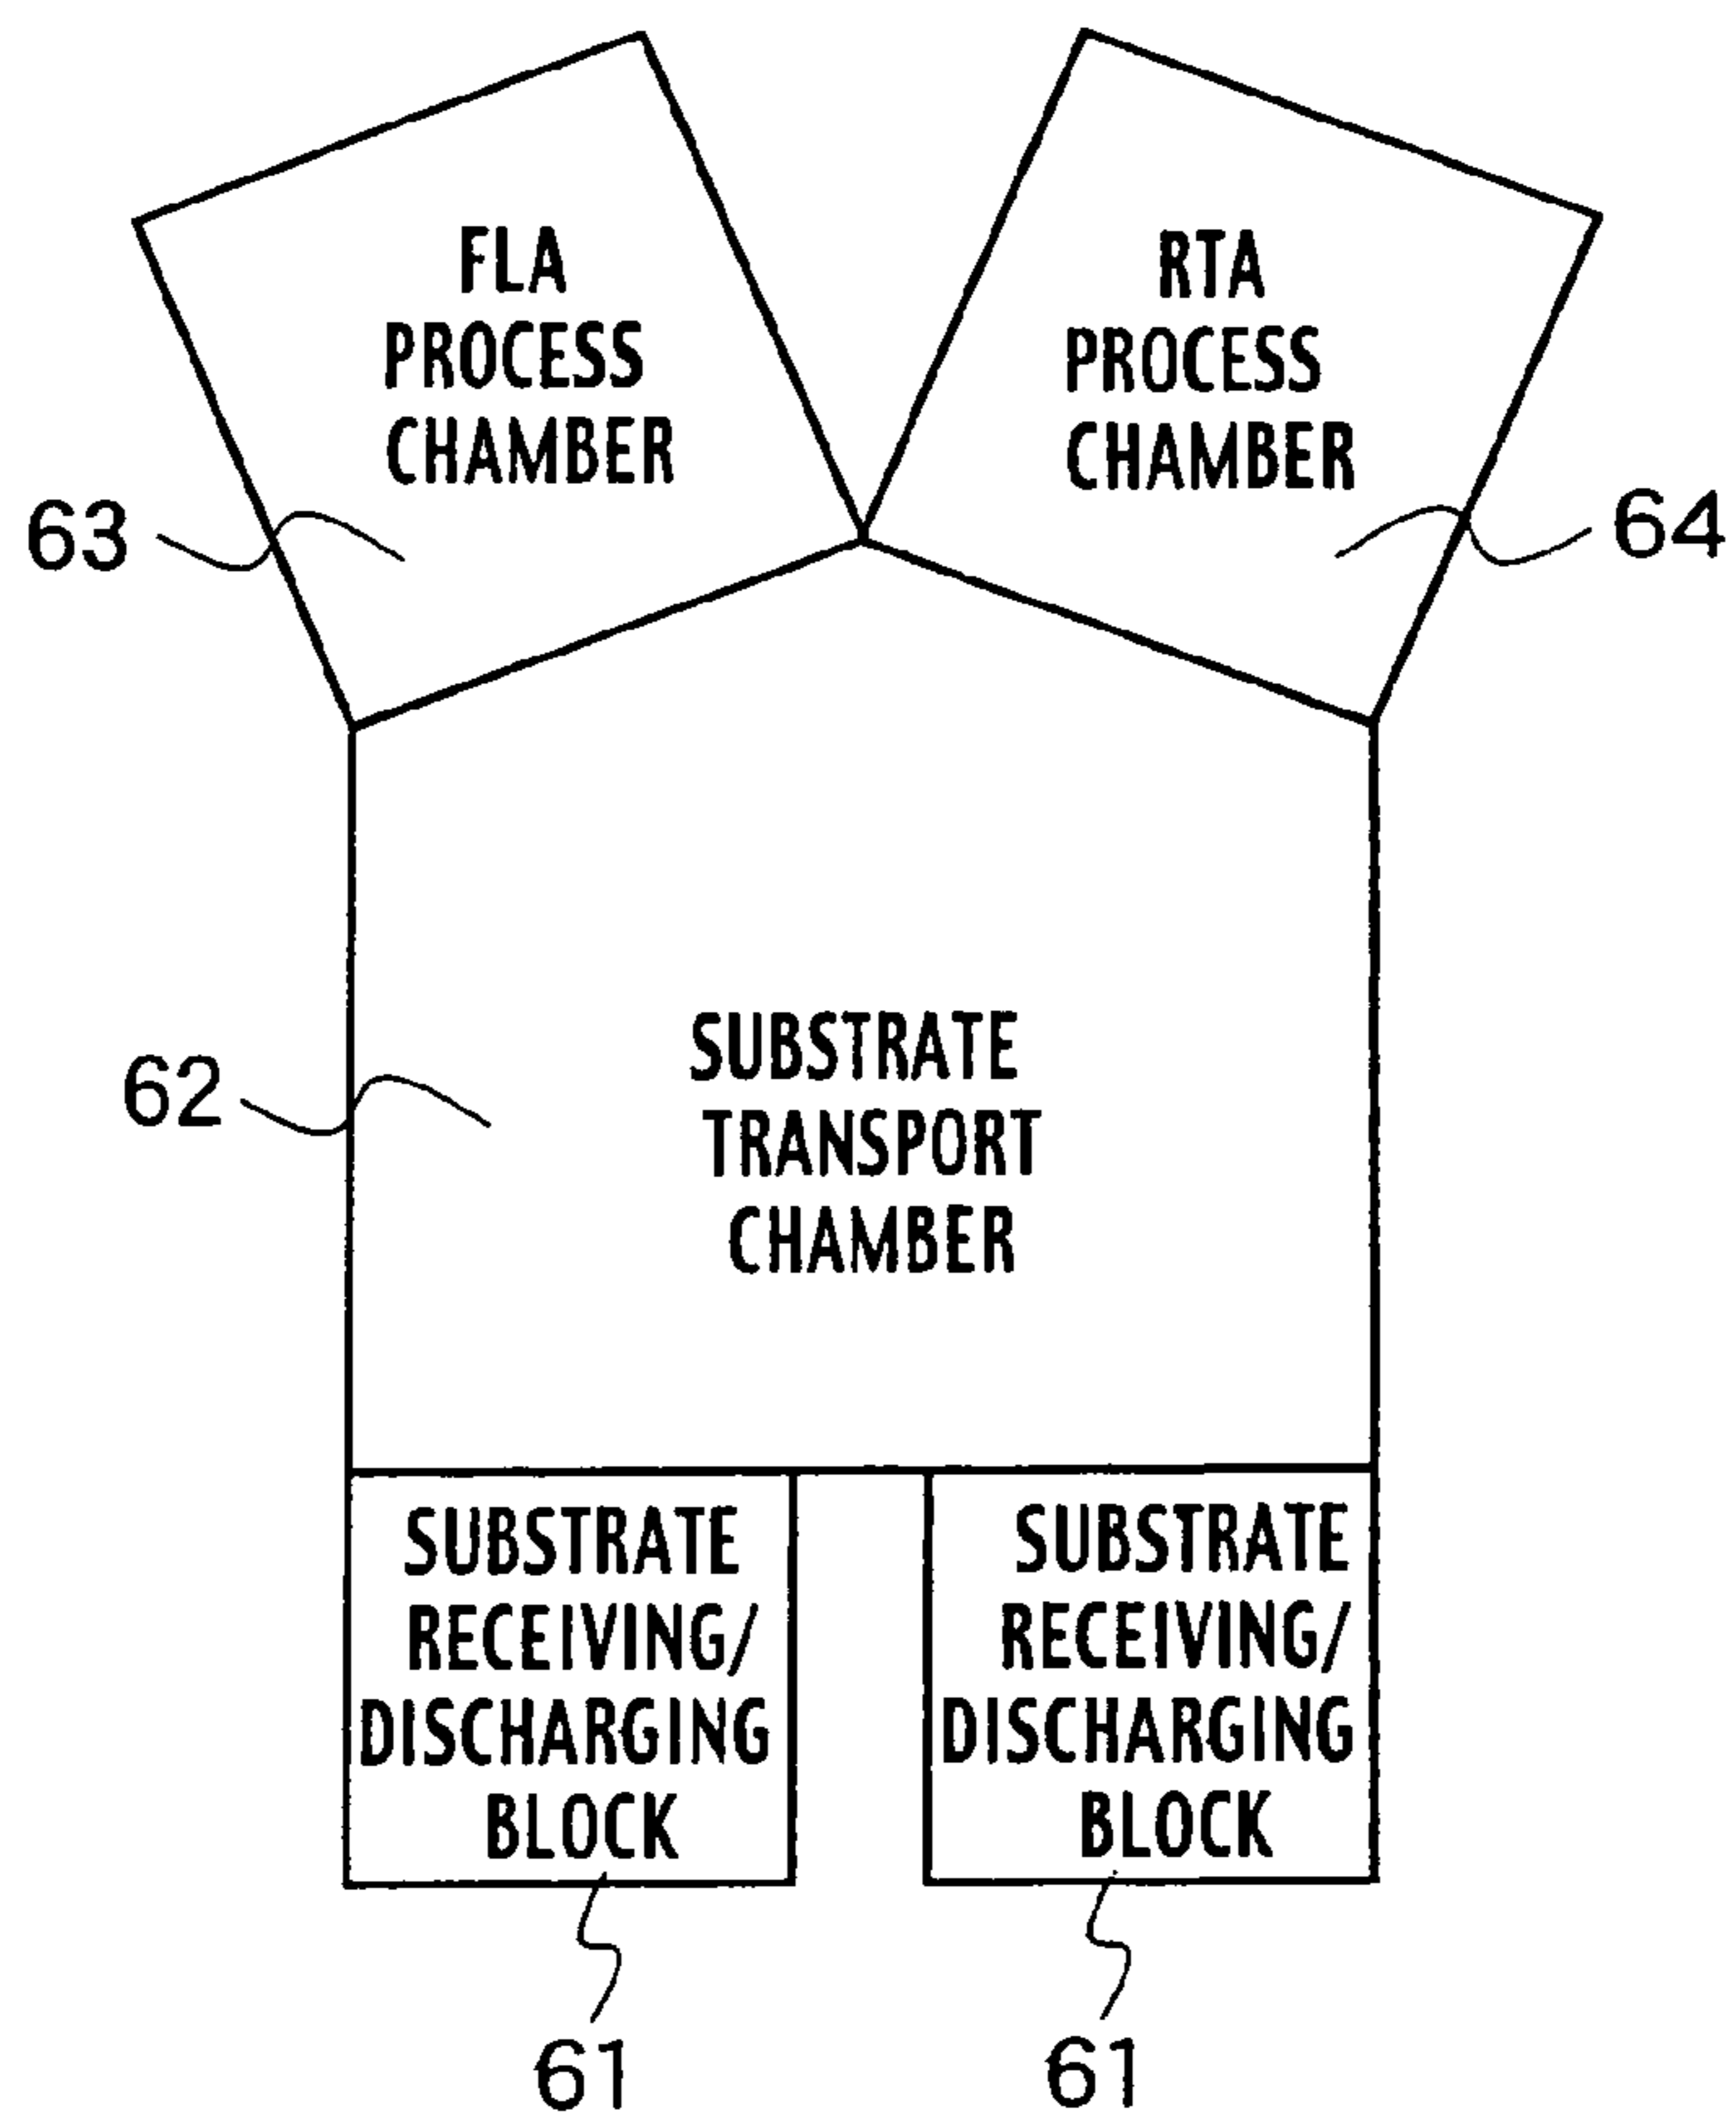 FLA
PROCESS
CHAMBER
RTA
PROCESS
CHAMBER
63
64
SUBSTRATE
TRANSPORT
CHAMBER
62
SUBSTRATE
RECEIVING/
DISCHARGING
BLOCK
SUBSTRATE
RECEIVING/
DISCHARGING
BLOCK
61
61